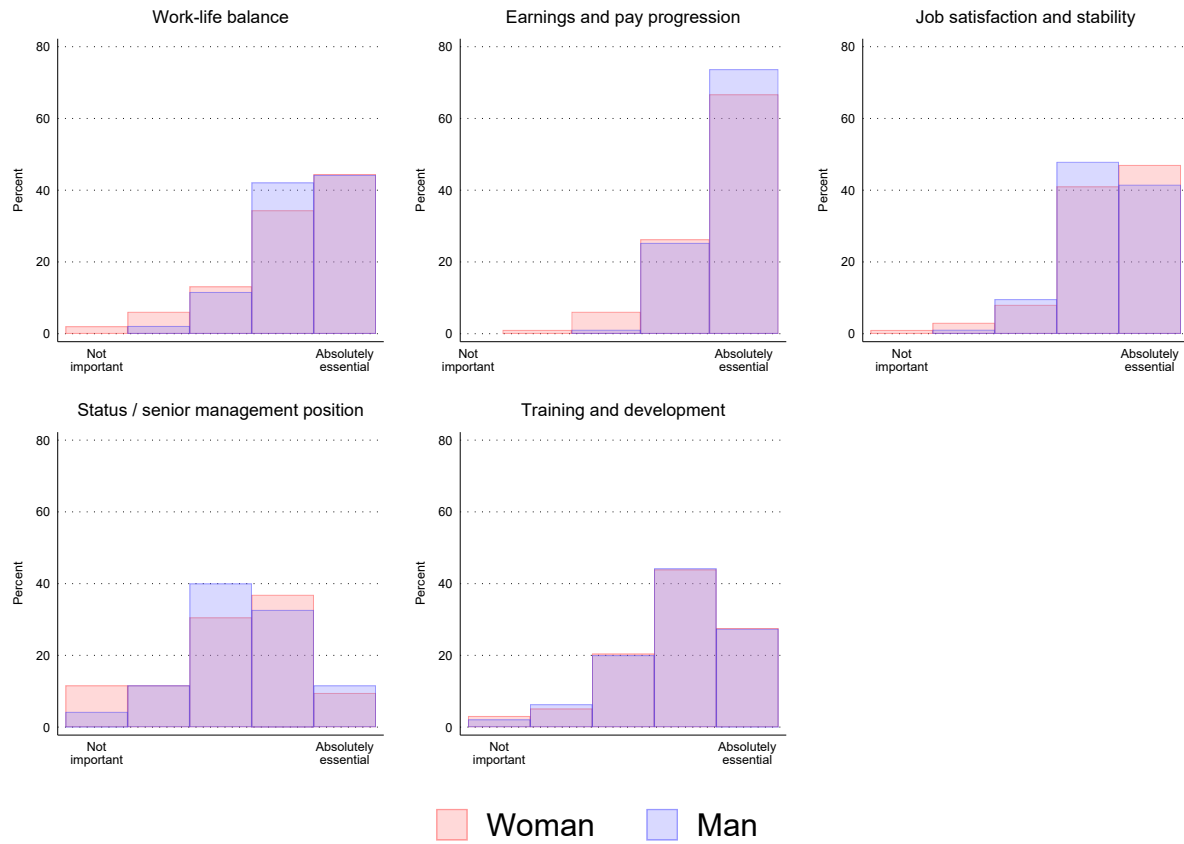 Work-life balance
Earnings and pay progression
Job satisfaction and stability
80
60
40
20
0
Percent
Not
important
Absolutely
essential
80
60
40
20
0
Percent
Not
important
Absolutely
essential
80
60
40
20
0
Percent
Not
important
Absolutely
essential
Status / senior management position
Training and development
80
60
40
20
0
Percent
Not
important
Absolutely
essential
80
60
40
20
0
Percent
Not
important
Absolutely
essential
Woman
Man